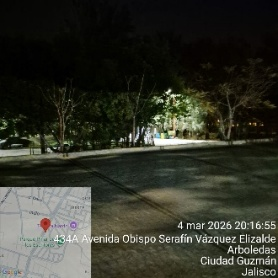 4 mar 2026 20:16:55
434A Avenida Obispo Serafín Vázquez Elizalde
Arboledas
Ciudad Guzmán
Jalisco
Google